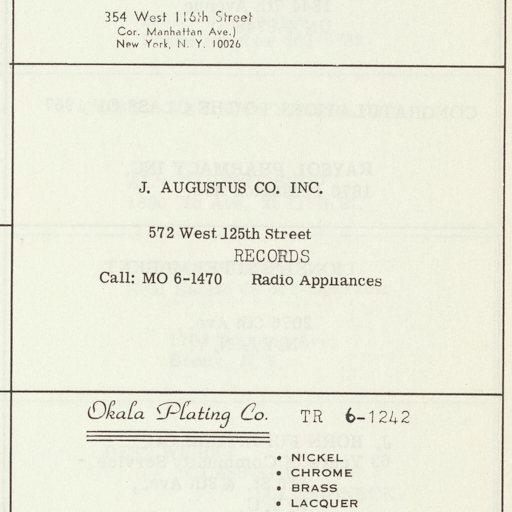 354 West 116th Street
Cor. Manhattan Ave.)
New York, N. Y. 10026
J. AUGUSTUS CO. INC.
572 West 125th Street
RECORDS
Call: MO 6-1470 Radio Appliances
Okala Plating Co. TR 6-1242
• NICKEL
• CHROME
• BRASS
• LACQUER